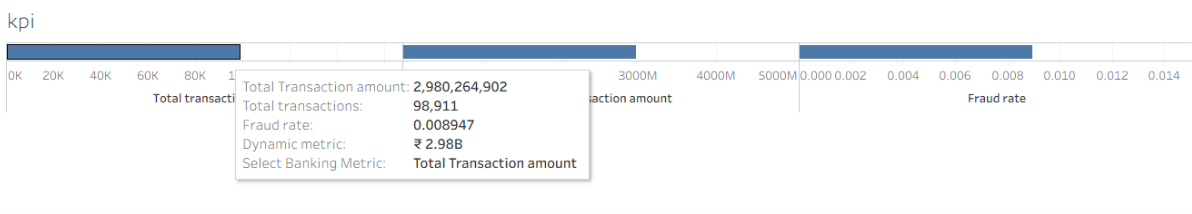 kpi
0K 20K 40K 60K 80K
3000M 4000M 5000M 0.000 0.002 0.004 0.006 0.008 0.010 0.012 0.014
Total
Fraud rate
Total Transaction amount: 2,980,264,902
Total transactions: 98,911
Fraud rate: 0.008947
Dynamic metric: ₹ 2.98B
Select Banking Metric: Total Transaction amount
amount